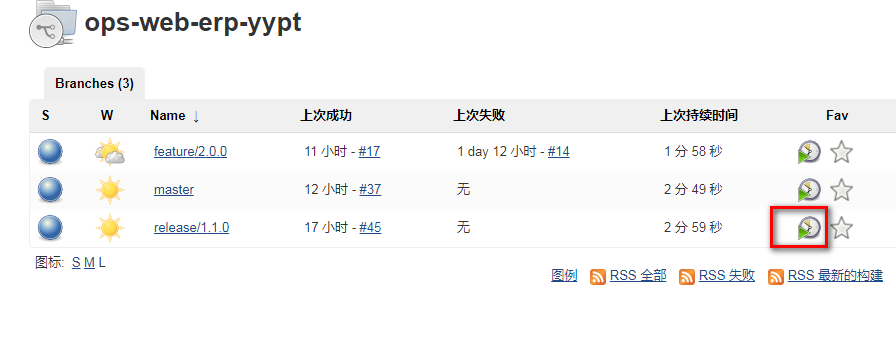 ops-web-erp-yypt
Branches (3)
S W Name ↓ 上次成功 上次失败 上次持续时间 Fav
feature/2.0.0 11 小时 - #17 1 day 12 小时 - #14 1 分 58 秒
master 12 小时 - #37 无 2 分 49 秒
release/1.1.0 17 小时 - #45 无 2 分 59 秒
图标: S M L
图例 RSS 全部 RSS 失败 RSS 最新的构建